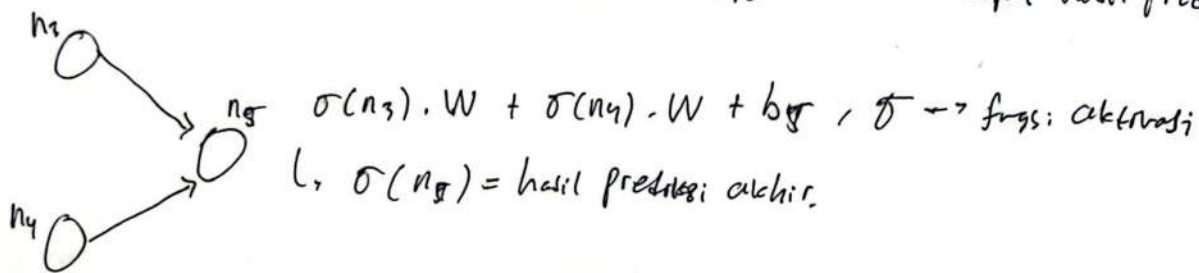 n₃
n₅ σ(n₃) . W + σ(n₄) . W + b₅ , σ → fungsi aktivasi
↳ σ(n₅) = hasil prediksi akhir.
n₄